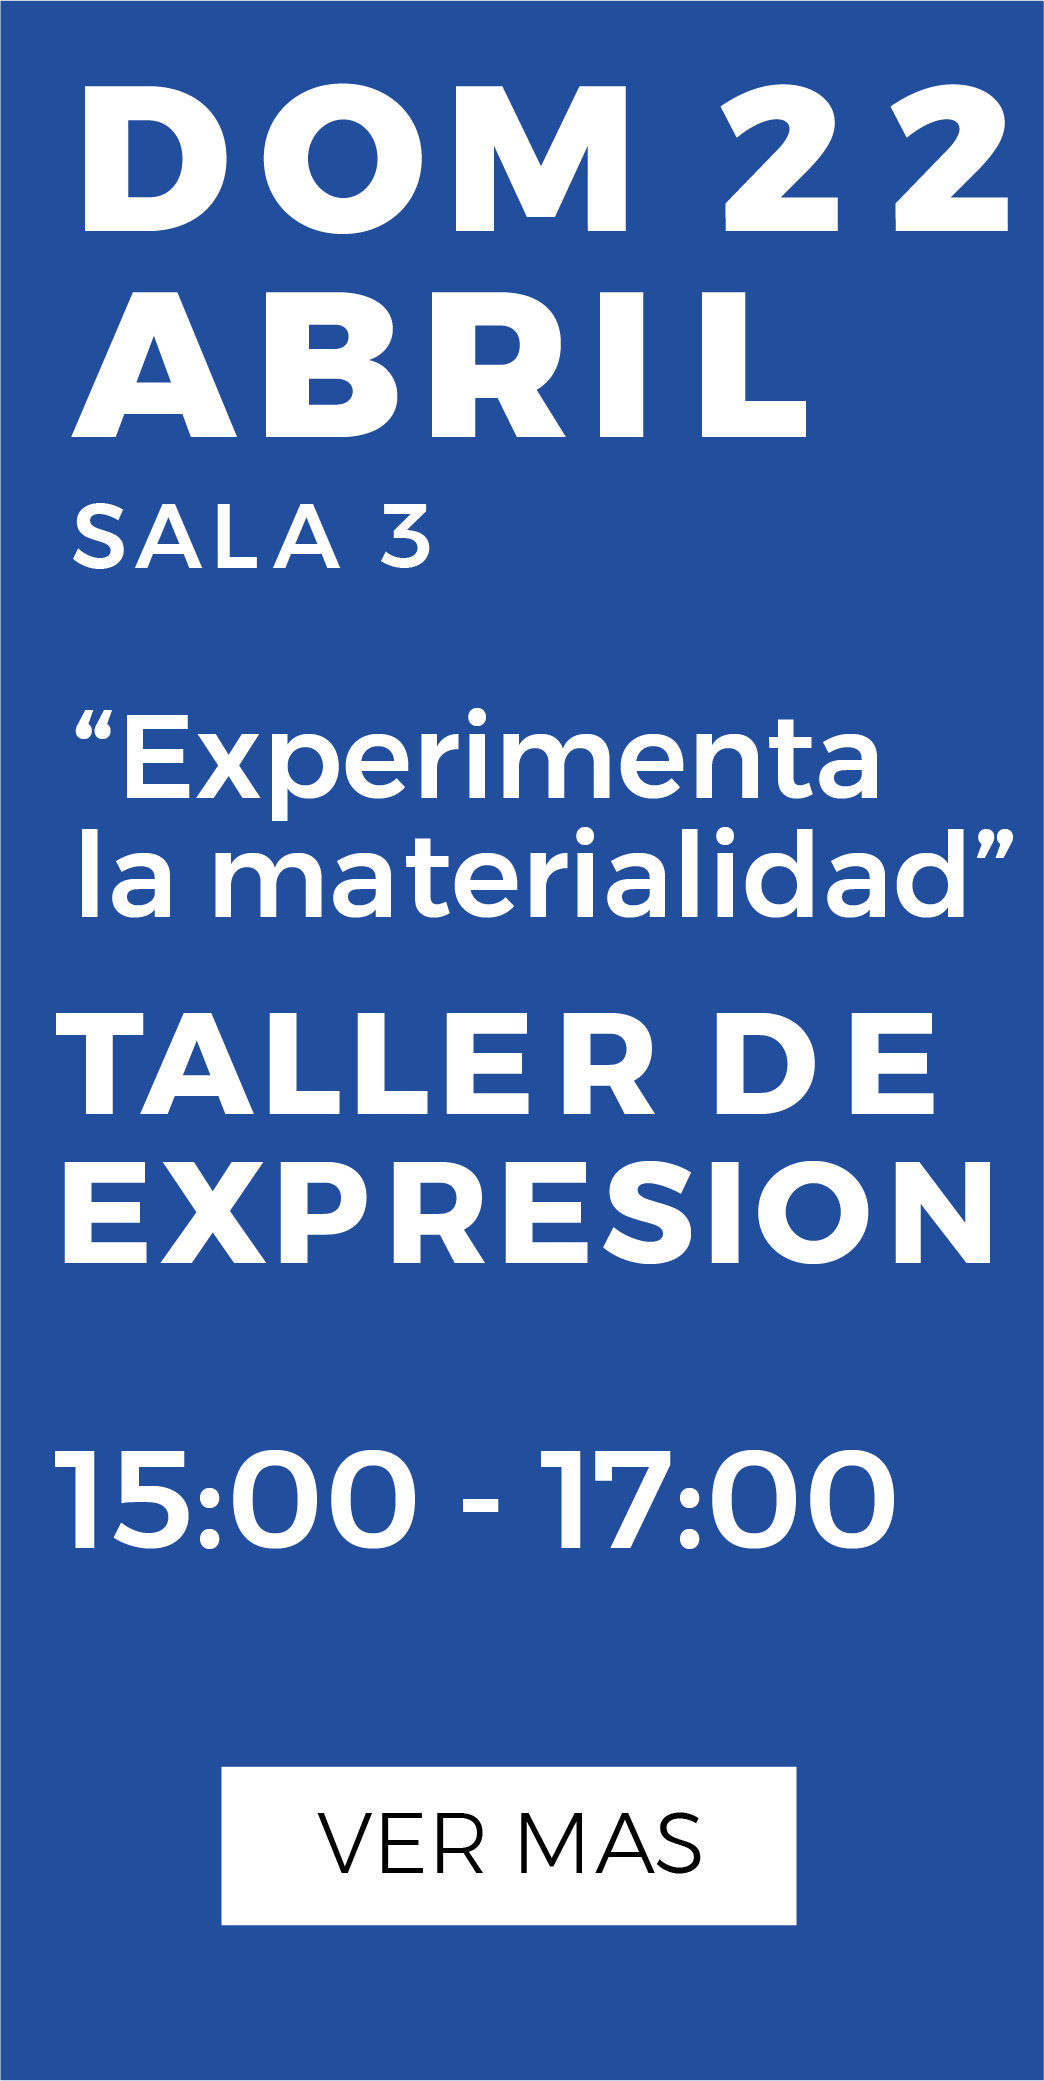 DOM 22
ABRIL
SALA 3
“Experimenta
la materialidad”
TALLER DE
EXPRESION
15:00 - 17:00
VER MAS